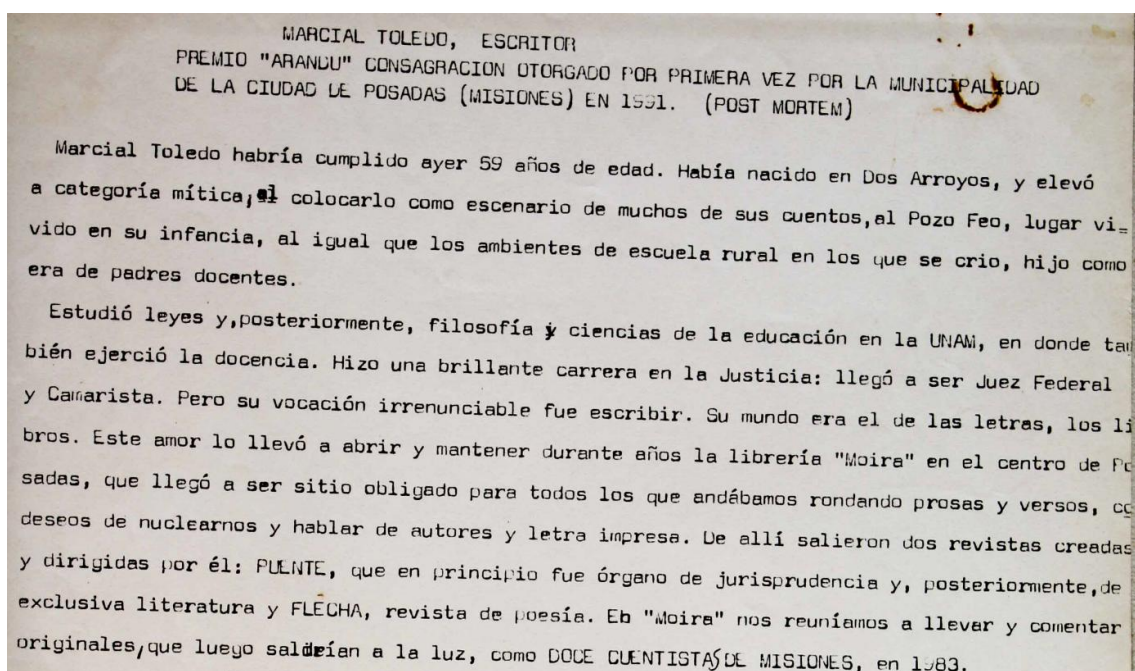 MARCIAL TOLEDO, ESCRITOR
PREMIO "ARANDU" CONSAGRACION OTORGADO POR PRIMERA VEZ POR LA MUNICIPALIDAD
DE LA CIUDAD DE POSADAS (MISIONES) EN 1991. (POST MORTEM)
Marcial Toledo habría cumplido ayer 59 años de edad. Había nacido en Dos Arroyos, y elevó
a categoría mítica, al colocarlo como escenario de muchos de sus cuentos,al Pozo Feo, lugar vi=
vido en su infancia, al igual que los ambientes de escuela rural en los que se crio, hijo como
era de padres docentes.
Estudió leyes y,posteriormente, filosofía y ciencias de la educación en la UNAM, en donde tam
bién ejerció la docencia. Hizo una brillante carrera en la Justicia: llegó a ser Juez Federal
y Camarista. Pero su vocación irrenunciable fue escribir. Su mundo era el de las letras, los li
bros. Este amor lo llevó a abrir y mantener durante años la librería "Moira" en el centro de Po
sadas, que llegó a ser sitio obligado para todos los que andábamos rondando prosas y versos, co
deseos de nuclearnos y hablar de autores y letra impresa. De allí salieron dos revistas creadas
y dirigidas por él: PUENTE, que en principio fue órgano de jurisprudencia y, posteriormente,de
exclusiva literatura y FLECHA, revista de poesía. Eb "Moira" nos reuníamos a llevar y comentar
originales,que luego saldrían a la luz, como DOCE CUENTISTAS DE MISIONES, en 1983.